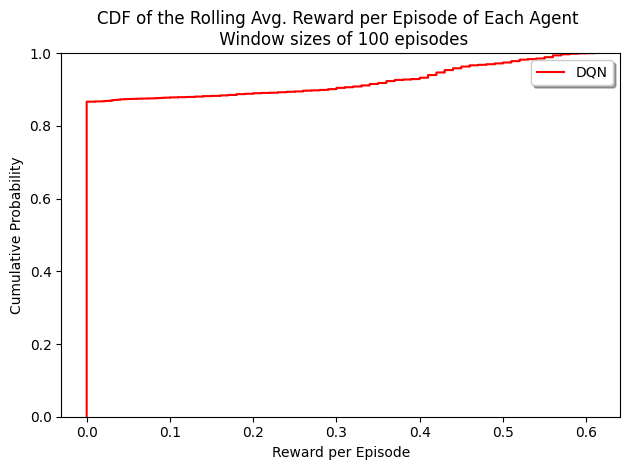 CDF of the Rolling Avg. Reward per Episode of Each Agent
Window sizes of 100 episodes
DQN
1.0
0.8
0.6
0.4
0.2
0.0
Cumulative Probability
0.0 0.1 0.2 0.3 0.4 0.5 0.6
Reward per Episode